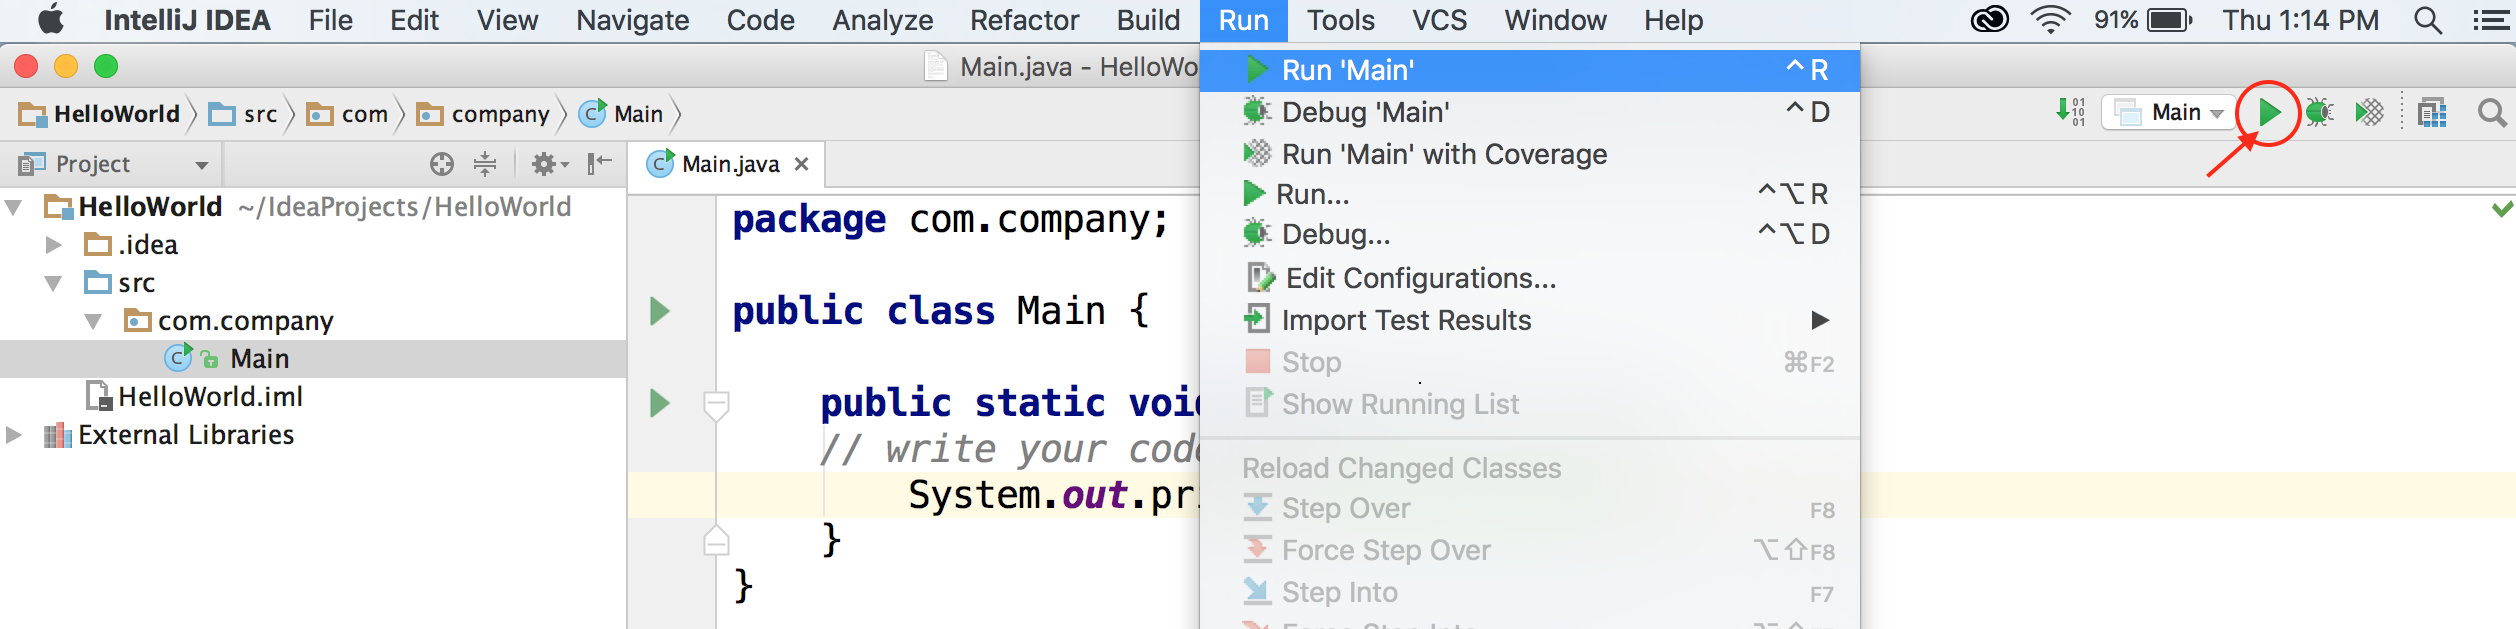 IntelliJ IDEA File Edit View Navigate Code Analyze Refactor Build Run Tools VCS Window Help 91% Thu 1:14 PM
Main.java - HelloWo
HelloWorld src com company Main
Main
Project
Main.java
HelloWorld ~/IdeaProjects/HelloWorld
.idea
src
com.company
Main
HelloWorld.iml
External Libraries
package com.company;
public class Main {
public static void
// write your code
System.out.pri
}
}
Run 'Main' ^R
Debug 'Main' ^D
Run 'Main' with Coverage
Run... ^⌥R
Debug... ^⌥D
Edit Configurations...
Import Test Results
Stop ⌘F2
Show Running List
Reload Changed Classes
Step Over F8
Force Step Over ⌥⇧F8
Step Into F7